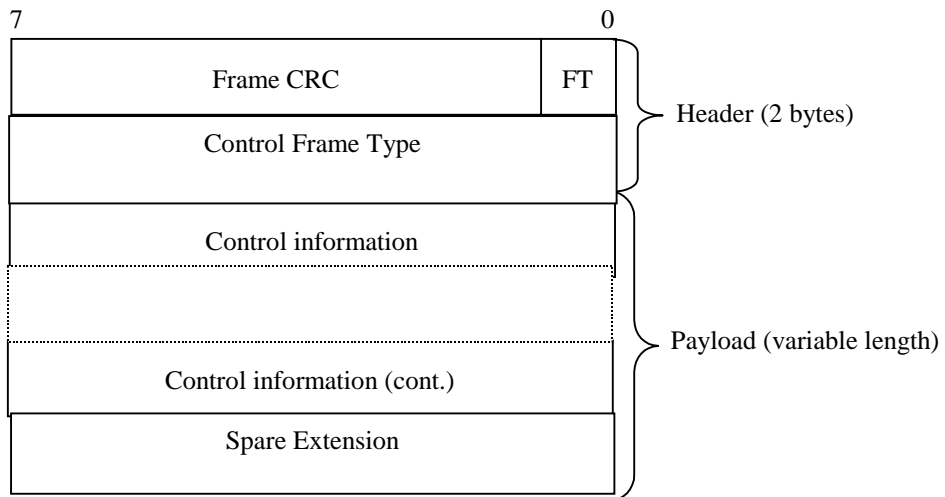 7 0
Frame CRC FT
Header (2 bytes)
Control Frame Type
Control information
Payload (variable length)
Control information (cont.)
Spare Extension